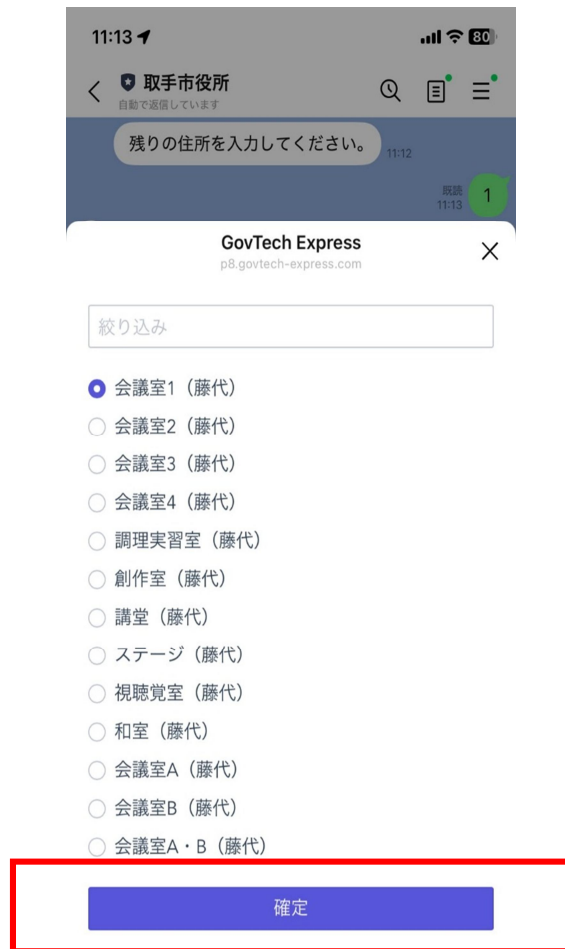 11:13
80
取手市役所
自動で返信しています
残りの住所を入力してください。
11:12
既読
11:13
1
GovTech Express
p8.govtech-express.com
絞り込み
会議室1（藤代）
会議室2（藤代）
会議室3（藤代）
会議室4（藤代）
調理実習室（藤代）
創作室（藤代）
講堂（藤代）
ステージ（藤代）
視聴覚室（藤代）
和室（藤代）
会議室A（藤代）
会議室B（藤代）
会議室A・B（藤代）
確定